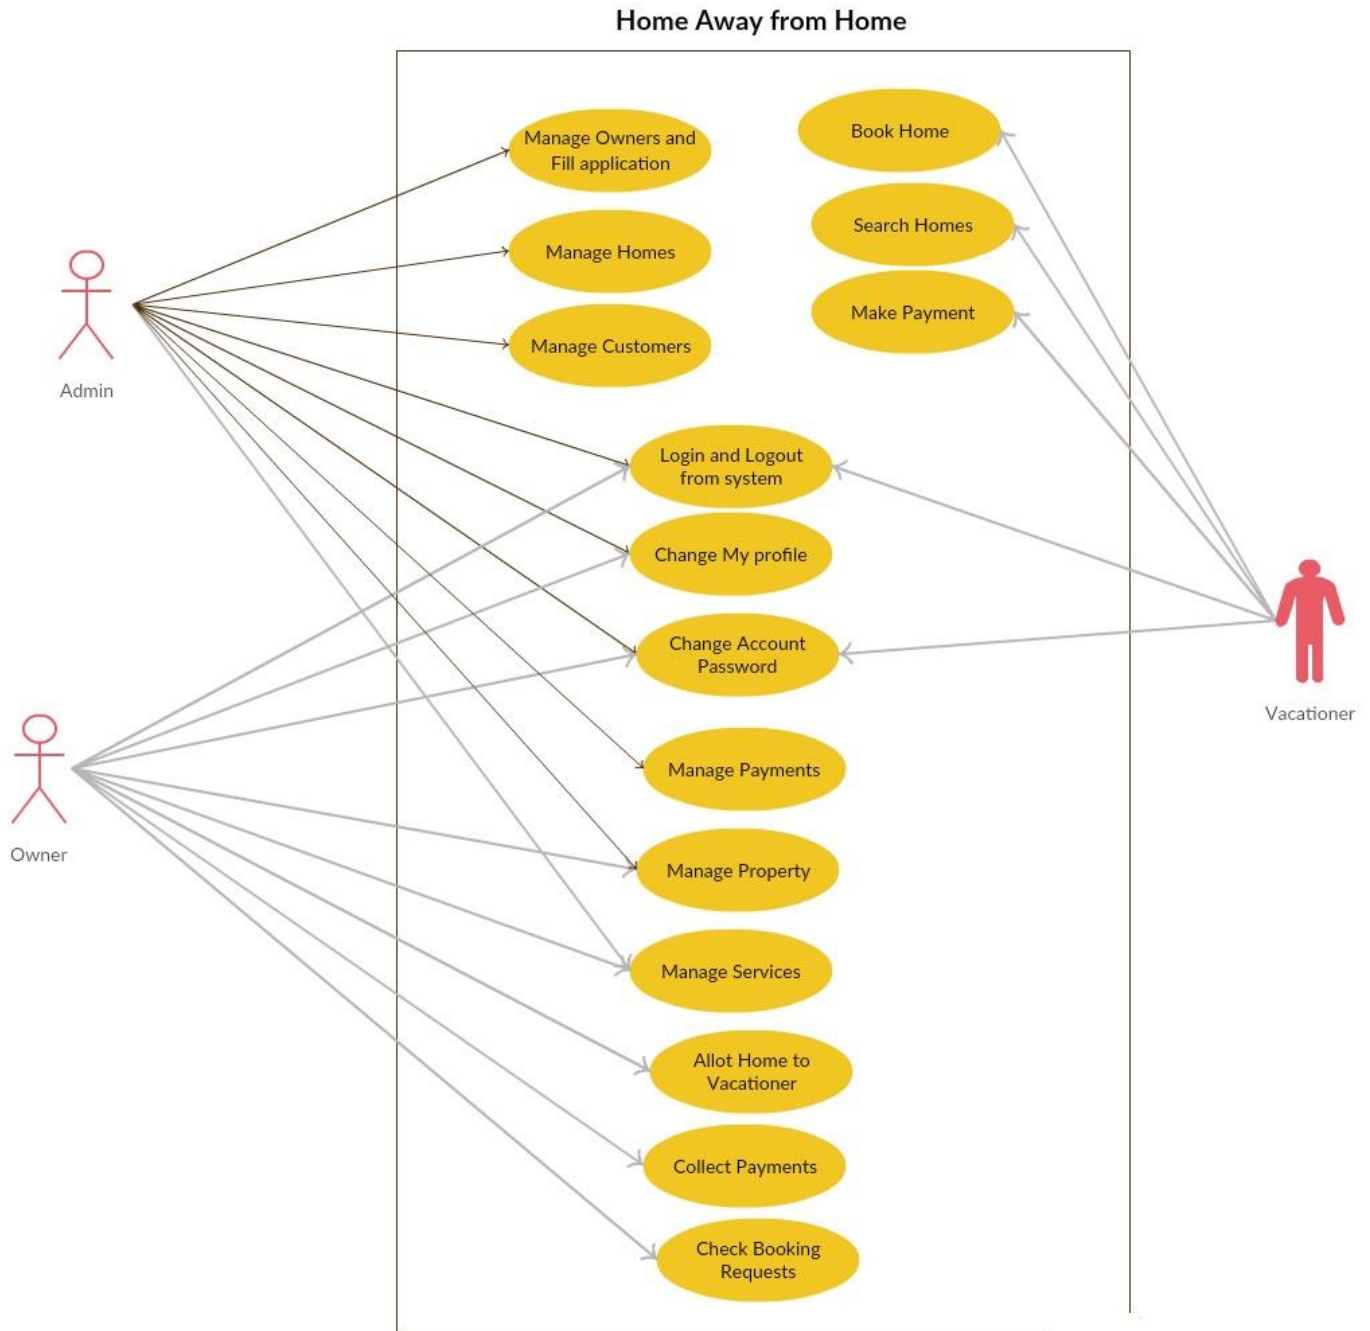 Home Away from Home
Manage Owners and
Fill application
Book Home
Manage Homes
Search Homes
Manage Customers
Make Payment
Admin
Login and Logout
from system
Change My profile
Change Account
Password
Vacationer
Manage Payments
Owner
Manage Property
Manage Services
Allot Home to
Vacationer
Collect Payments
Check Booking
Requests